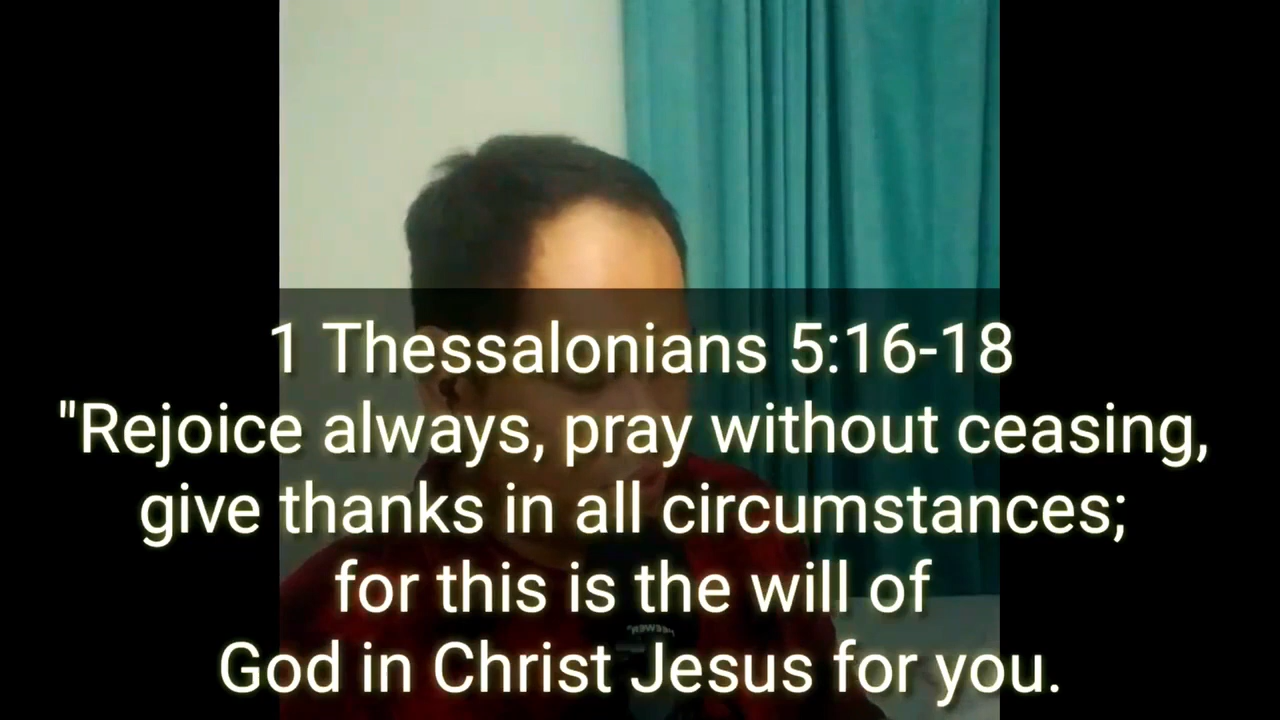 1 Thessalonians 5:16-18
"Rejoice always, pray without ceasing,
give thanks in all circumstances;
for this is the will of
God in Christ Jesus for you.